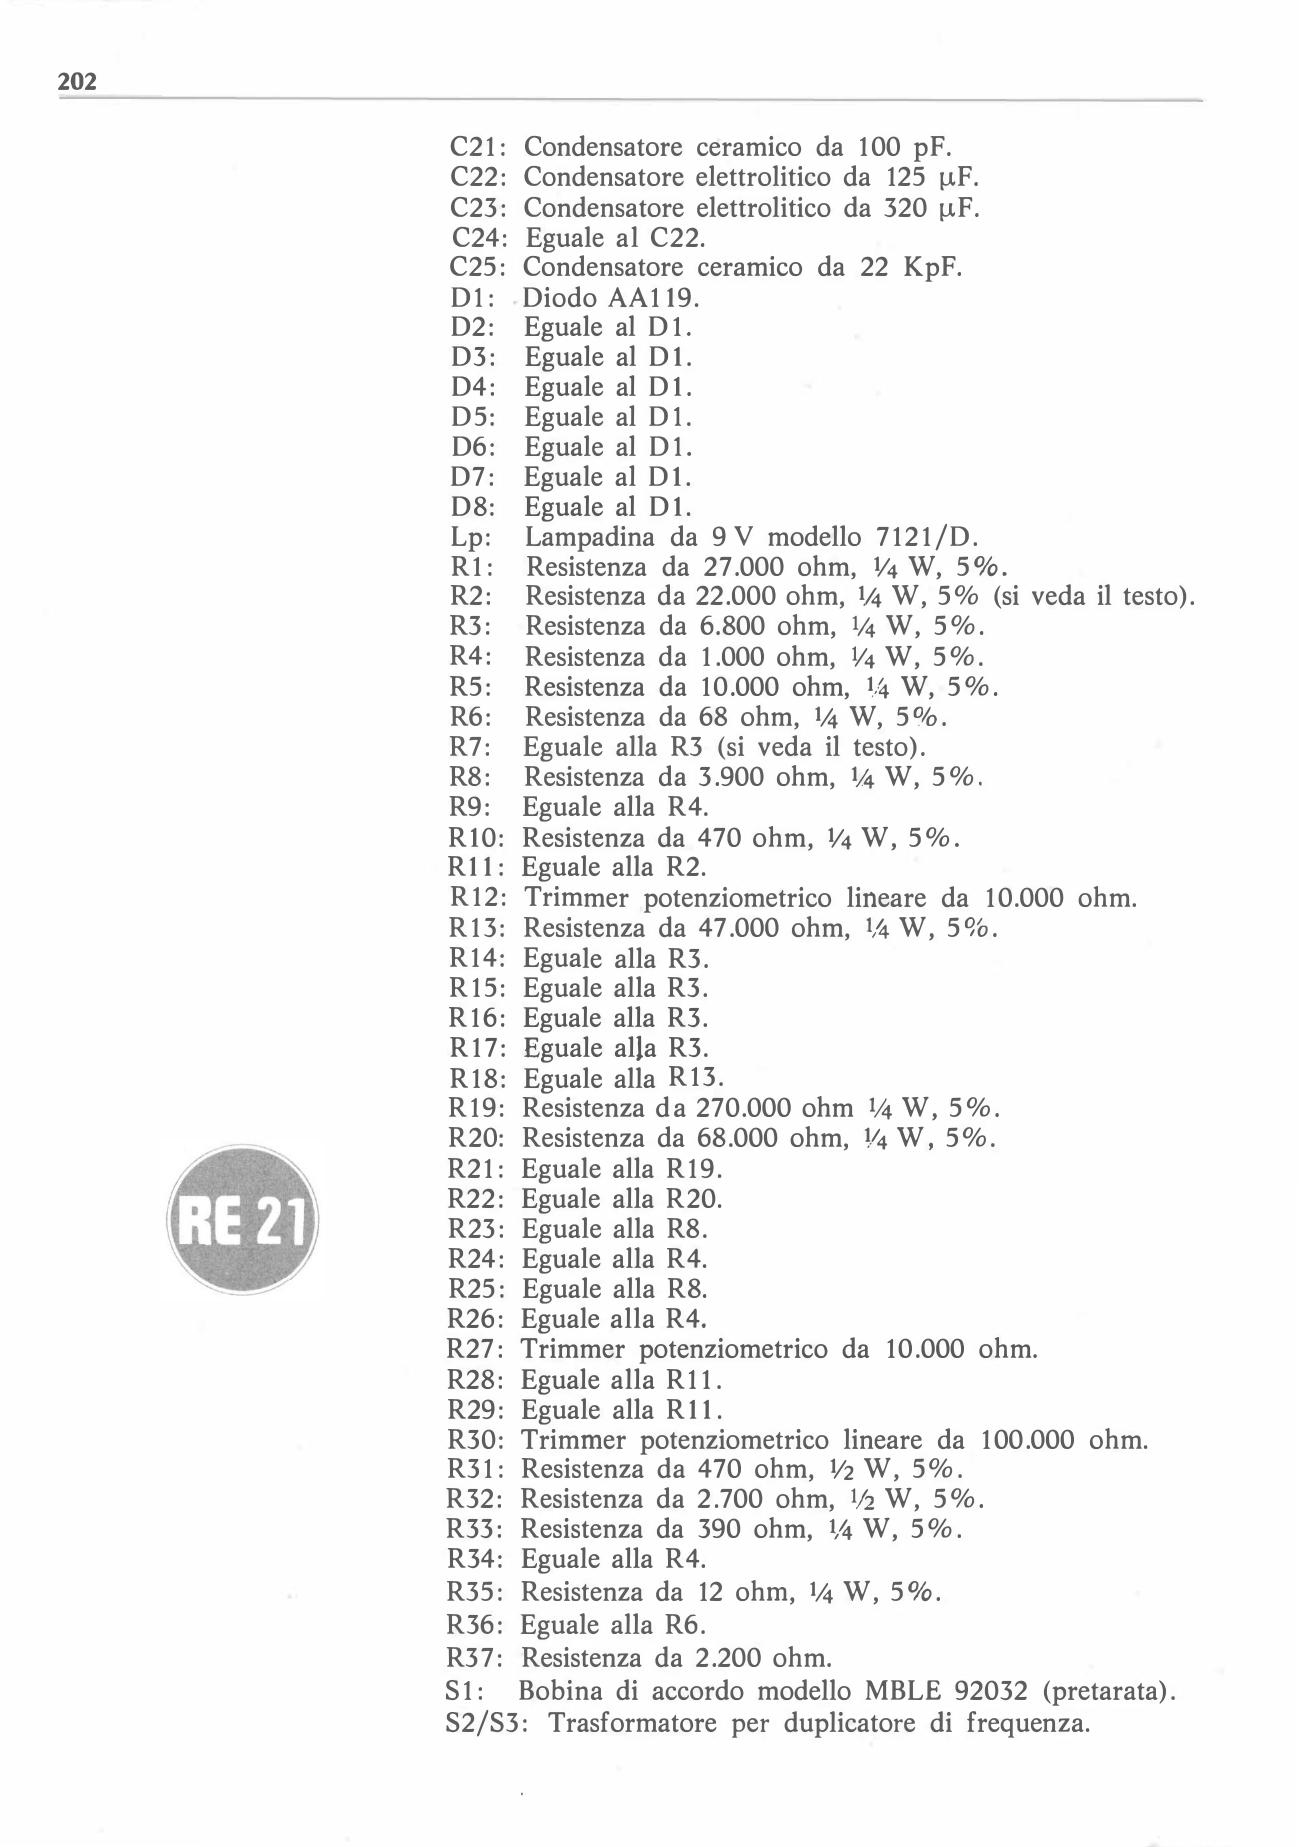 202
C21: Condensatore ceramico da 100 pF.
C22: Condensatore elettrolitico da 125 µF.
C23: Condensatore elettrolitico da 320 µF.
C24: Eguale al C22.
C25: Condensatore ceramico da 22 KpF.
D1: Diodo AA119.
D2: Eguale al D1.
D3: Eguale al D1.
D4: Eguale al D1.
D5: Eguale al D1.
D6: Eguale al D1.
D7: Eguale al D1.
D8: Eguale al D1.
Lp: Lampadina da 9 V modello 7121/D.
R1: Resistenza da 27.000 ohm, ¼ W, 5%.
R2: Resistenza da 22.000 ohm, ¼ W, 5% (si veda il testo).
R3: Resistenza da 6.800 ohm, ¼ W, 5%.
R4: Resistenza da 1.000 ohm, ¼ W, 5%.
R5: Resistenza da 10.000 ohm, ¼ W, 5%.
R6: Resistenza da 68 ohm, ¼ W, 5%.
R7: Eguale alla R3 (si veda il testo).
R8: Resistenza da 3.900 ohm, ¼ W, 5%.
R9: Eguale alla R4.
R10: Resistenza da 470 ohm, ¼ W, 5%.
R11: Eguale alla R2.
R12: Trimmer potenziometrico lineare da 10.000 ohm.
R13: Resistenza da 47.000 ohm, ¼ W, 5%.
R14: Eguale alla R3.
R15: Eguale alla R3.
R16: Eguale alla R3.
R17: Eguale alla R3.
R18: Eguale alla R13.
R19: Resistenza da 270.000 ohm ¼ W, 5%.
R20: Resistenza da 68.000 ohm, ¼ W, 5%.
R21: Eguale alla R19.
R22: Eguale alla R20.
RE 21
R23: Eguale alla R8.
R24: Eguale alla R4.
R25: Eguale alla R8.
R26: Eguale alla R4.
R27: Trimmer potenziometrico da 10.000 ohm.
R28: Eguale alla R11.
R29: Eguale alla R11.
R30: Trimmer potenziometrico lineare da 100.000 ohm.
R31: Resistenza da 470 ohm, ½ W, 5%.
R32: Resistenza da 2.700 ohm, ½ W, 5%.
R33: Resistenza da 390 ohm, ¼ W, 5%.
R34: Eguale alla R4.
R35: Resistenza da 12 ohm, ¼ W, 5%.
R36: Eguale alla R6.
R37: Resistenza da 2.200 ohm.
S1: Bobina di accordo modello MBLE 92032 (pretarata).
S2/S3: Trasformatore per duplicatore di frequenza.